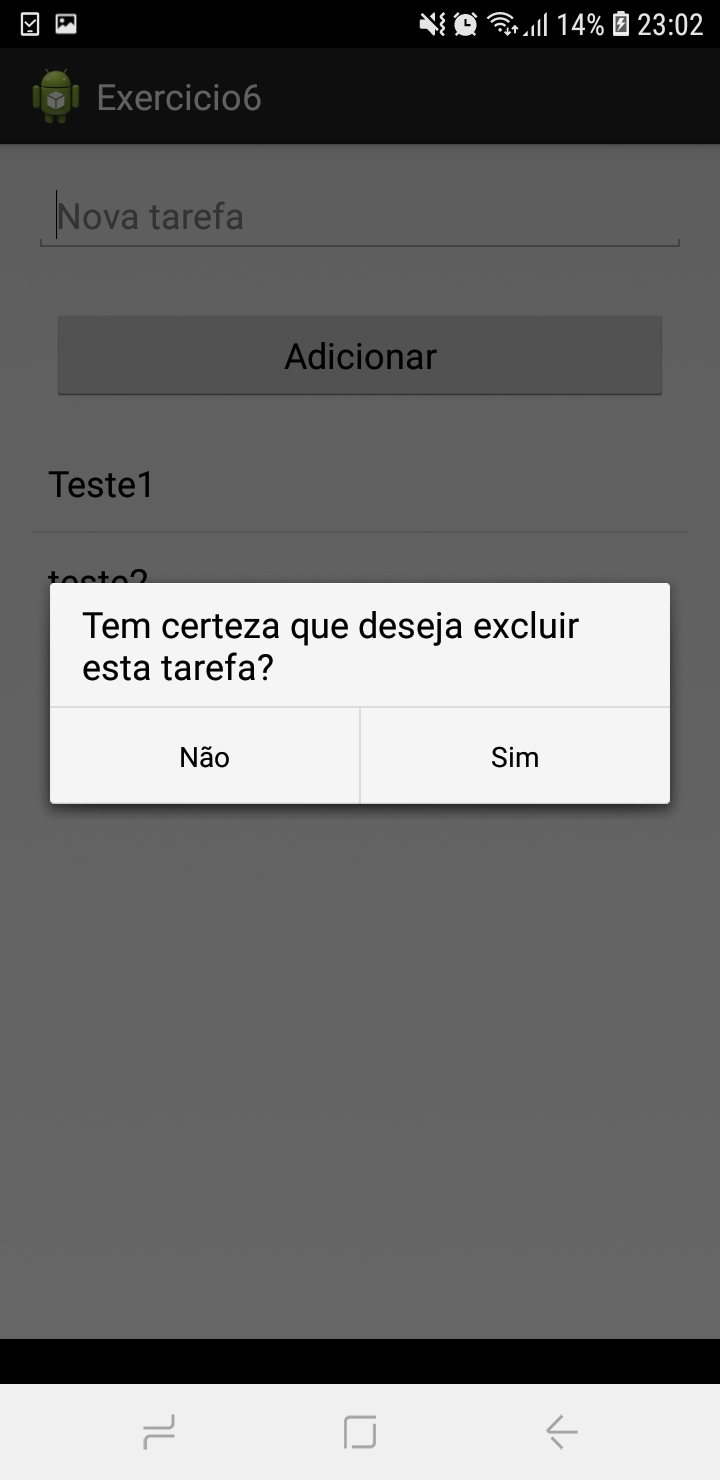 14% 23:02
Exercicio6
Nova tarefa
Adicionar
Teste1
teste2
Tem certeza que deseja excluir
esta tarefa?
Não Sim